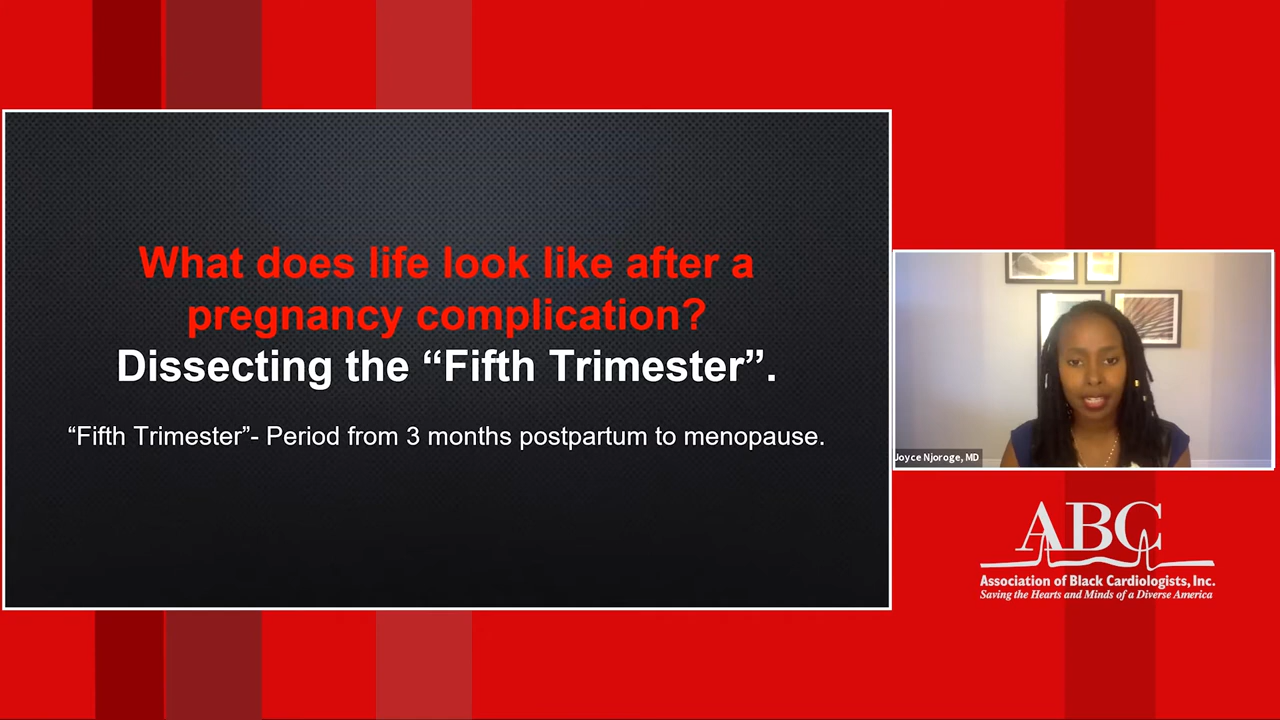 What does life look like after a
pregnancy complication?
Dissecting the “Fifth Trimester”.
“Fifth Trimester”- Period from 3 months postpartum to menopause.
Joyce Njoroge, MD
ABC
Association of Black Cardiologists, Inc.
Saving the Hearts and Minds of a Diverse America